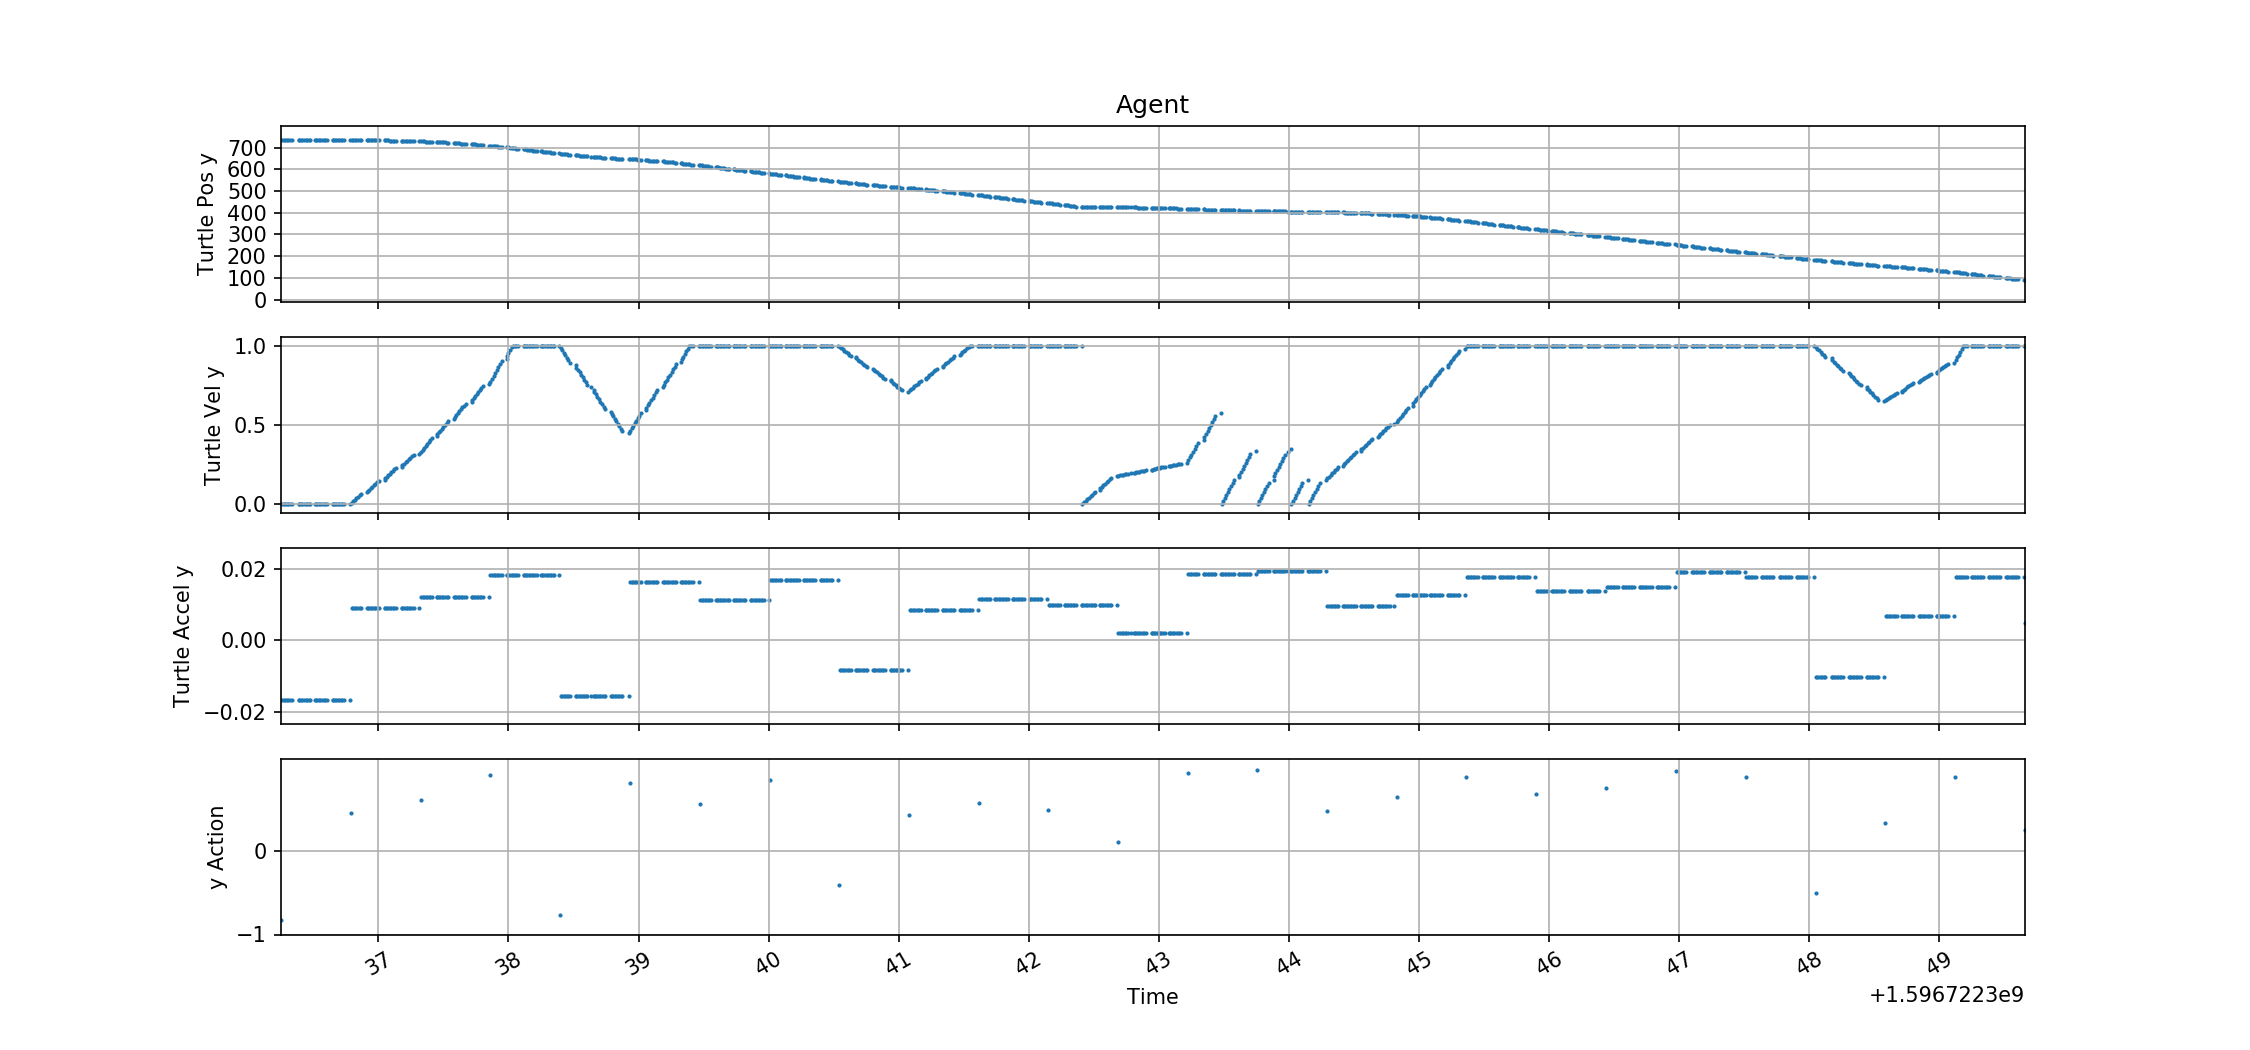 Agent
Turtle Pos y
700
600
500
400
300
200
100
0
Turtle Vel y
1.0
0.5
0.0
Turtle Accel y
0.02
0.00
−0.02
y Action
0
−1
37 38 39 40 41 42 43 44 45 46 47 48 49
Time
+1.5967223e9